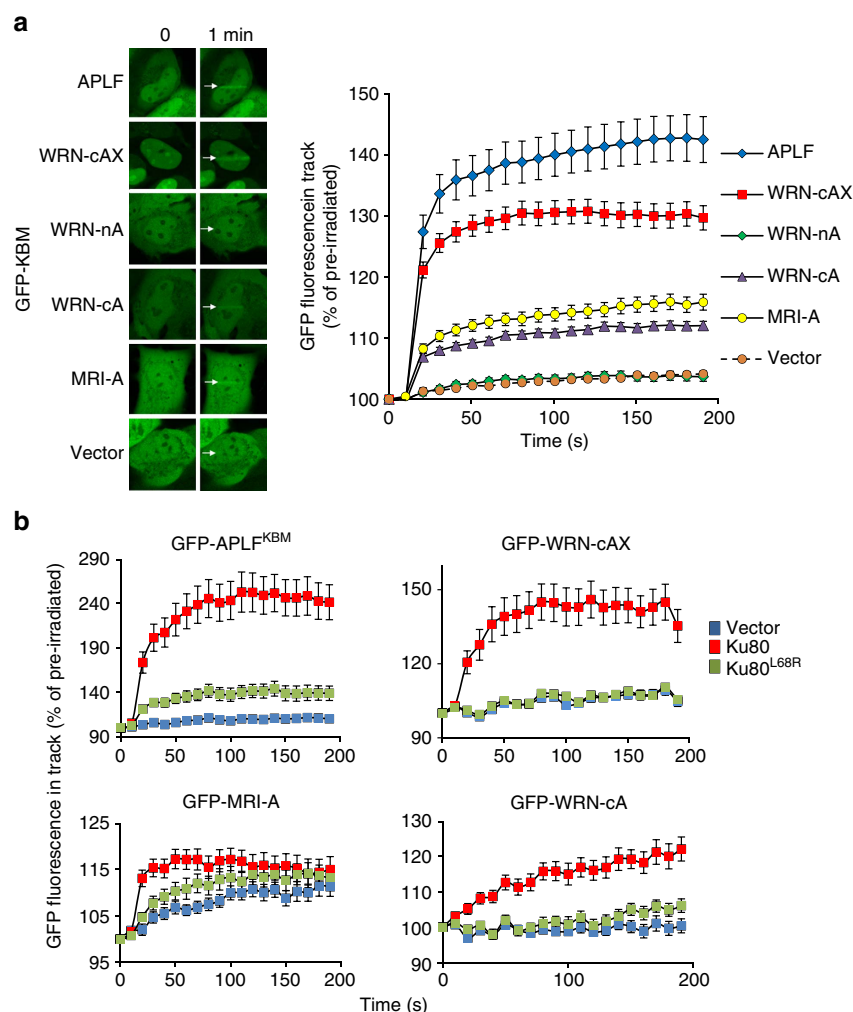 a
0 1 min
GFP-KBM
APLF
WRN-cAX
WRN-nA
WRN-cA
MRI-A
Vector
GFP fluorescencein track
(% of pre-irradiated)
150
140
130
120
110
100
0 50 100 150 200
Time (s)
APLF
WRN-cAX
WRN-nA
WRN-cA
MRI-A
Vector
b
GFP fluorescence in track (% of pre-irradiated)
GFP-APLF^KBM
290
240
190
140
90
0 50 100 150 200
GFP-WRN-cAX
150
120
100
90
0 50 100 150 200
Vector
Ku80
Ku80^L68R
GFP-MRI-A
115
105
95
0 50 100 150 200
GFP-WRN-cA
130
120
110
100
90
0 100 200
Time (s)